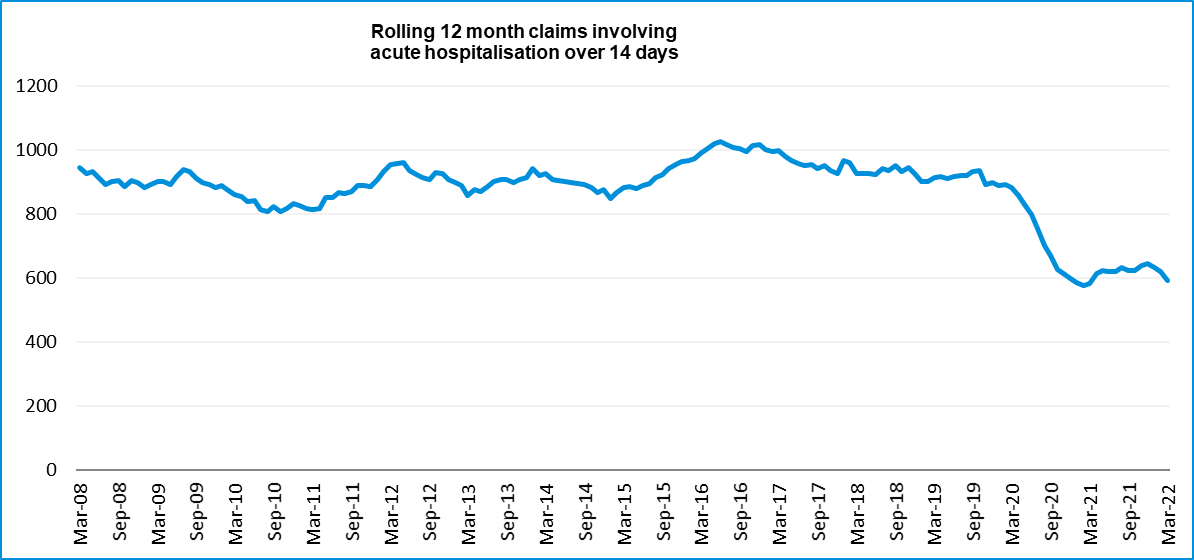 Rolling 12 month claims involving
acute hospitalisation over 14 days
1200
1000
800
600
400
200
0
Mar-08
Sep-08
Mar-09
Sep-09
Mar-10
Sep-10
Mar-11
Sep-11
Mar-12
Sep-12
Mar-13
Sep-13
Mar-14
Sep-14
Mar-15
Sep-15
Mar-16
Sep-16
Mar-17
Sep-17
Mar-18
Sep-18
Mar-19
Sep-19
Mar-20
Sep-20
Mar-21
Sep-21
Mar-22